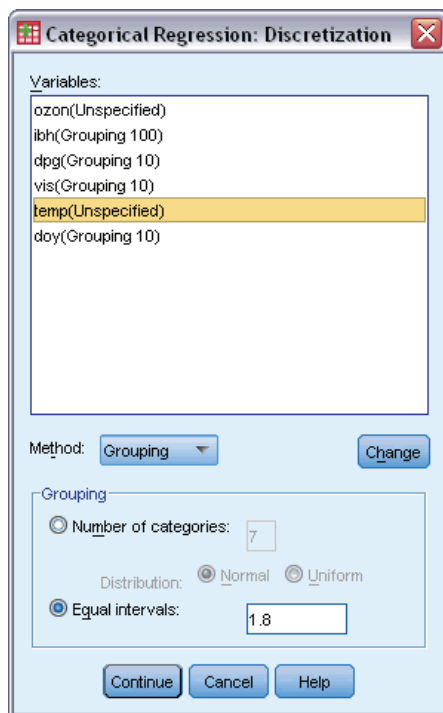 Categorical Regression: Discretization
Variables:
ozon(Unspecified)
ibh(Grouping 100)
dpg(Grouping 10)
vis(Grouping 10)
temp(Unspecified)
doy(Grouping 10)
Method: Grouping Change
Grouping
Number of categories: 7
Distribution: Normal Uniform
Equal intervals: 1.8
Continue Cancel Help